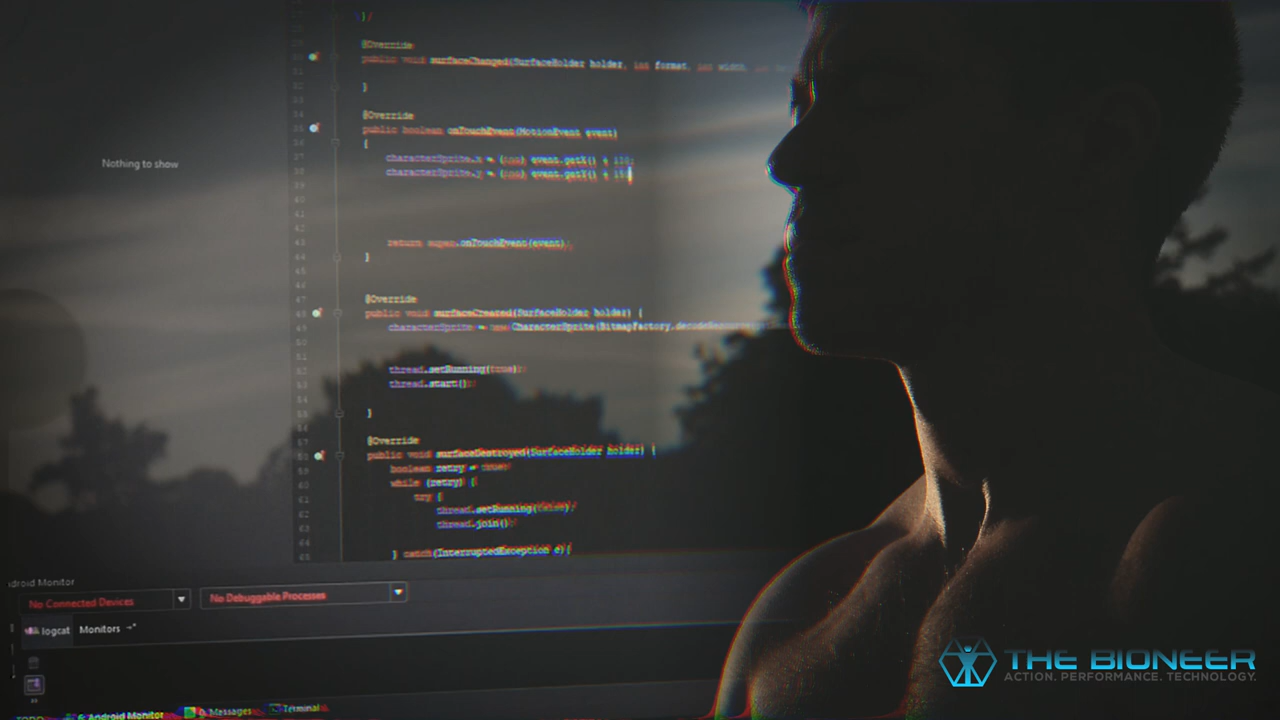 }
@Override
public void surfaceChanged(SurfaceHolder holder, int format, int width,
}
@Override
public boolean onTouchEvent(MotionEvent event)
{
Nothing to show
characterSprite.x = (int) event.getX()
characterSprite.y = (int) event.getY()
return super.onTouchEvent(event);
}
@Override
public void surfaceCreated(SurfaceHolder holder) {
characterSprite = new CharacterSprite(BitmapFactory.decodeResource
thread.setRunning(true);
thread.start();
}
@Override
public void surfaceDestroyed(SurfaceHolder holder) {
boolean retry = true;
while (retry) {
try {
thread.setRunning(false);
thread.join();
} catch(InterruptedException e){
droid Monitor
No Connected Devices No Debuggable Processes
logcat Monitors
6: Android Monitor 0: Messages Terminal
THE BIONEER
ACTION. PERFORMANCE. TECHNOLOGY.